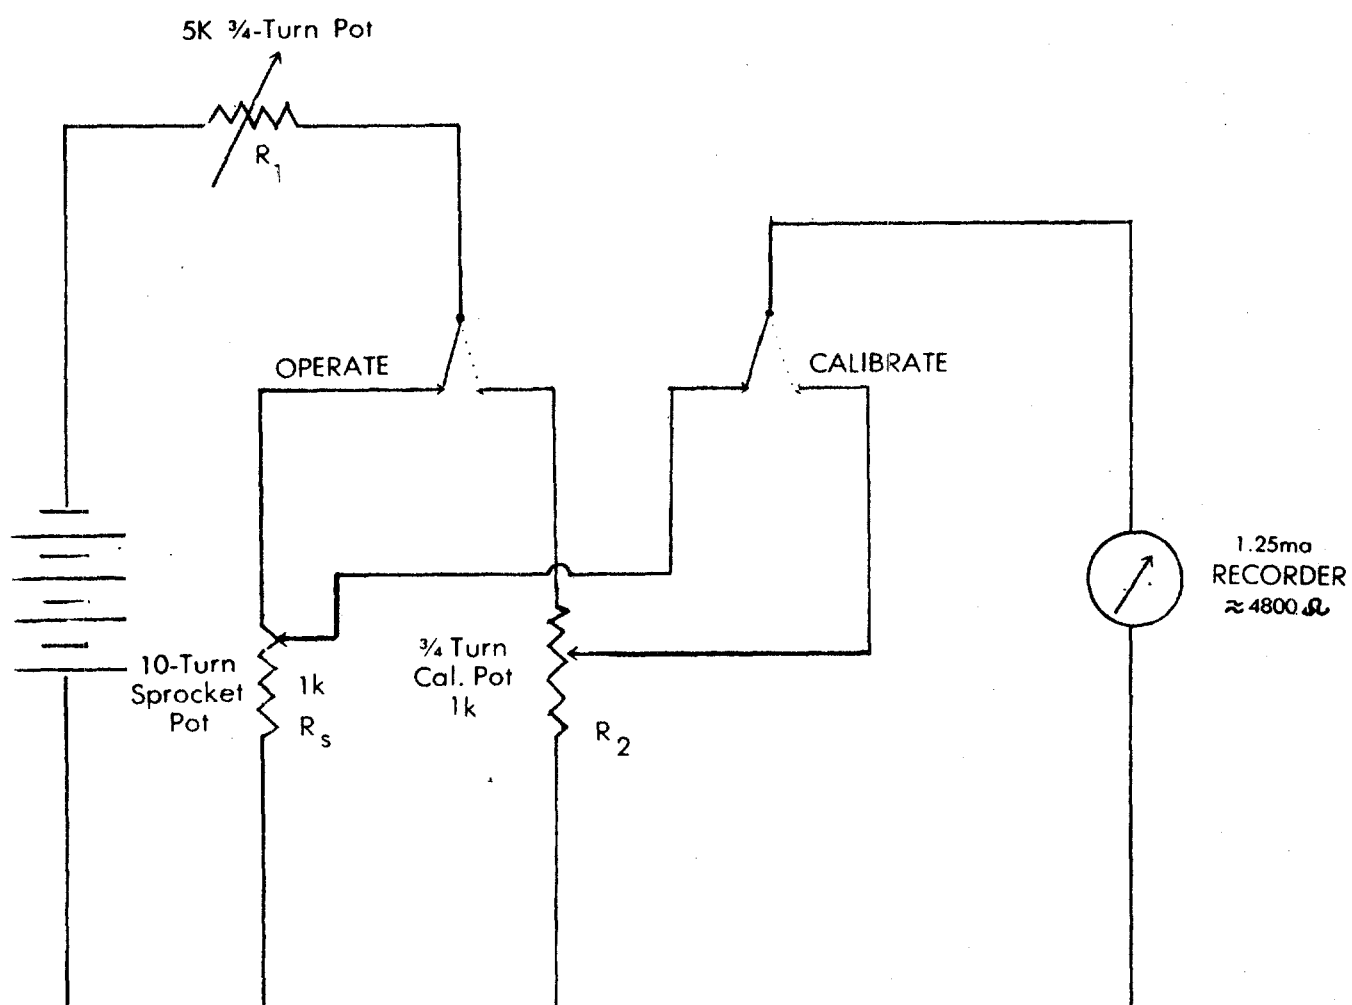 5K ¾-Turn Pot
R1
OPERATE
CALIBRATE
1.25ma
RECORDER
≈4800 Ω
10-Turn
Sprocket
Pot
1k
Rs
¾ Turn
Cal. Pot
1k
R2